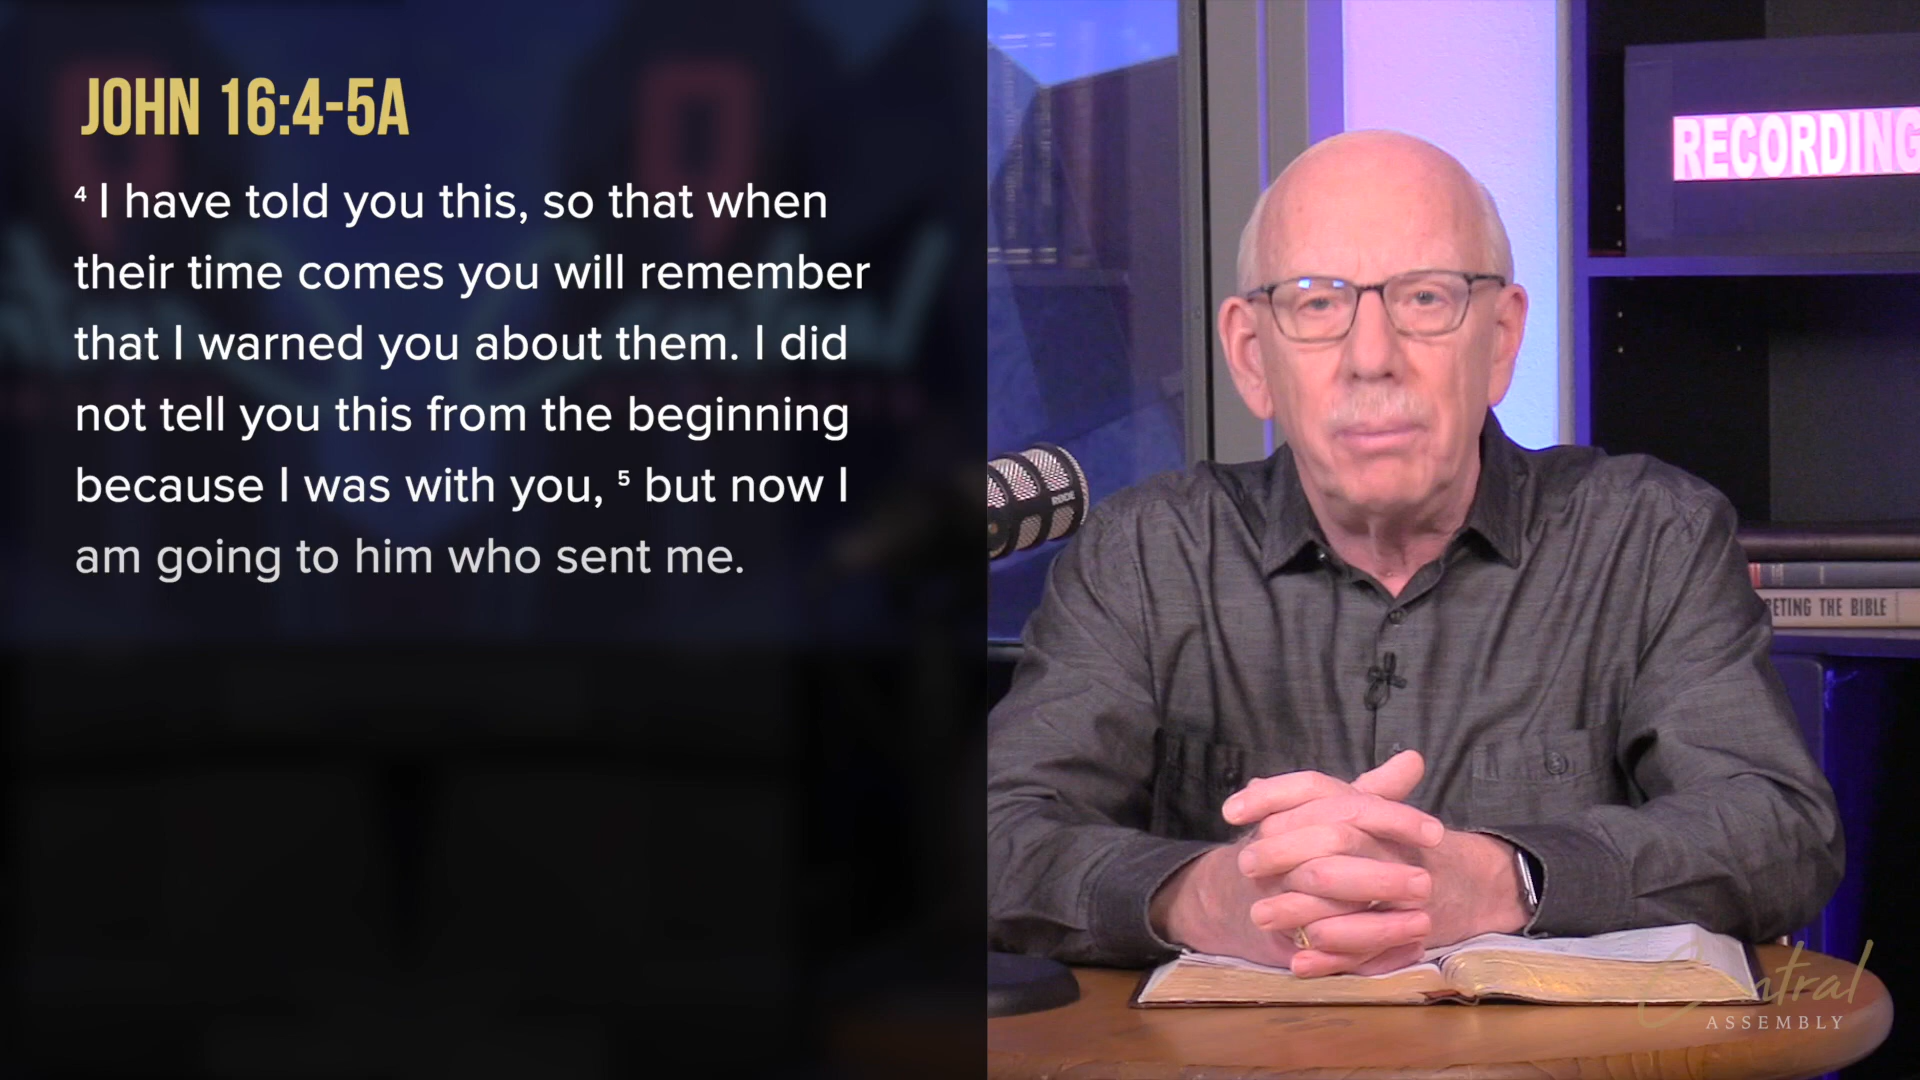 JOHN 16:4-5A
⁴ I have told you this, so that when
their time comes you will remember
that I warned you about them. I did
not tell you this from the beginning
because I was with you, ⁵ but now I
am going to him who sent me.
RECORDING
RODE
ETING THE BIBLE
Central
ASSEMBLY